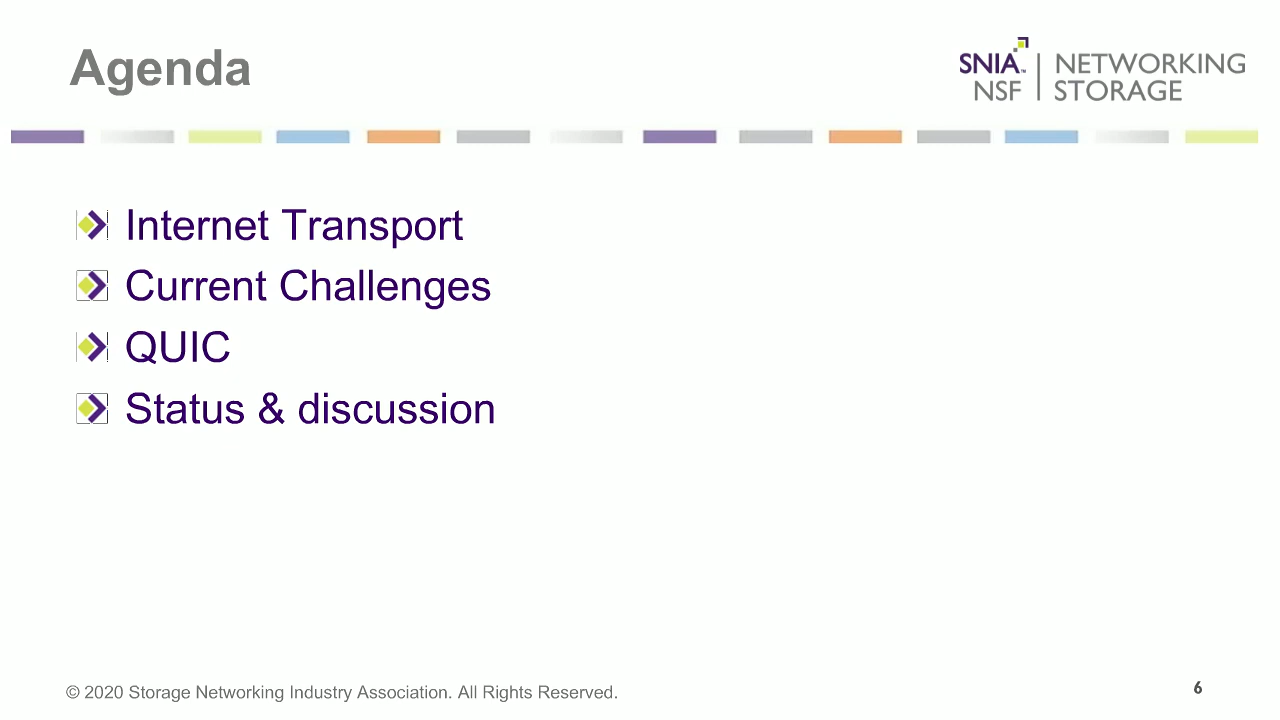 Agenda
SNIA™ NETWORKING
NSF STORAGE
Internet Transport
Current Challenges
QUIC
Status & discussion
© 2020 Storage Networking Industry Association. All Rights Reserved.
6